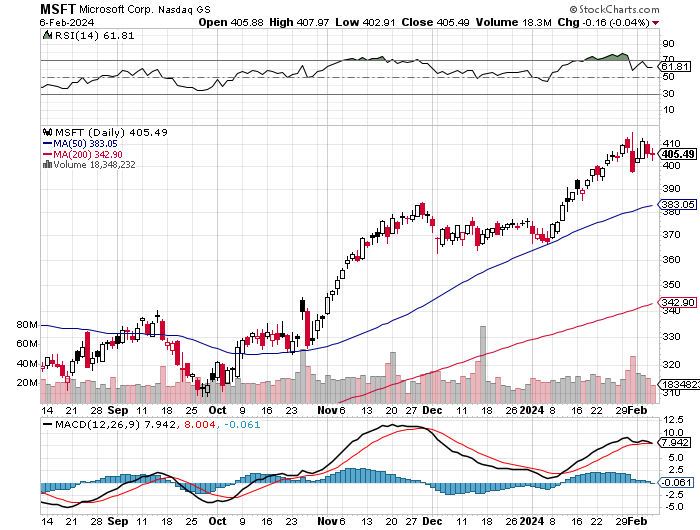 MSFT Microsoft Corp. Nasdaq GS
© StockCharts.com
6-Feb-2024
Open 405.88 High 407.97 Low 402.91 Close 405.49 Volume 18.3M Chg -0.16 (-0.04%)
RSI(14) 61.81
90
70
61.81
50
30
10
MSFT (Daily) 405.49
MA(50) 383.05
MA(200) 342.90
Volume 18,348,232
410
405.49
400
390
383.05
380
370
360
350
342.90
340
330
320
310
80M
60M
40M
20M
1834823
14 21 28 Sep 11 18 25 Oct 9 16 23 Nov 6 13 20 27 Dec 11 18 26 2024 8 16 22 29 Feb
MACD(12,26,9) 7.942, 8.004, -0.061
12.5
10.0
7.942
5.0
2.5
-0.061
-2.5
-5.0
14 21 28 Sep 11 18 25 Oct 9 16 23 Nov 6 13 20 27 Dec 11 18 26 2024 8 16 22 29 Feb